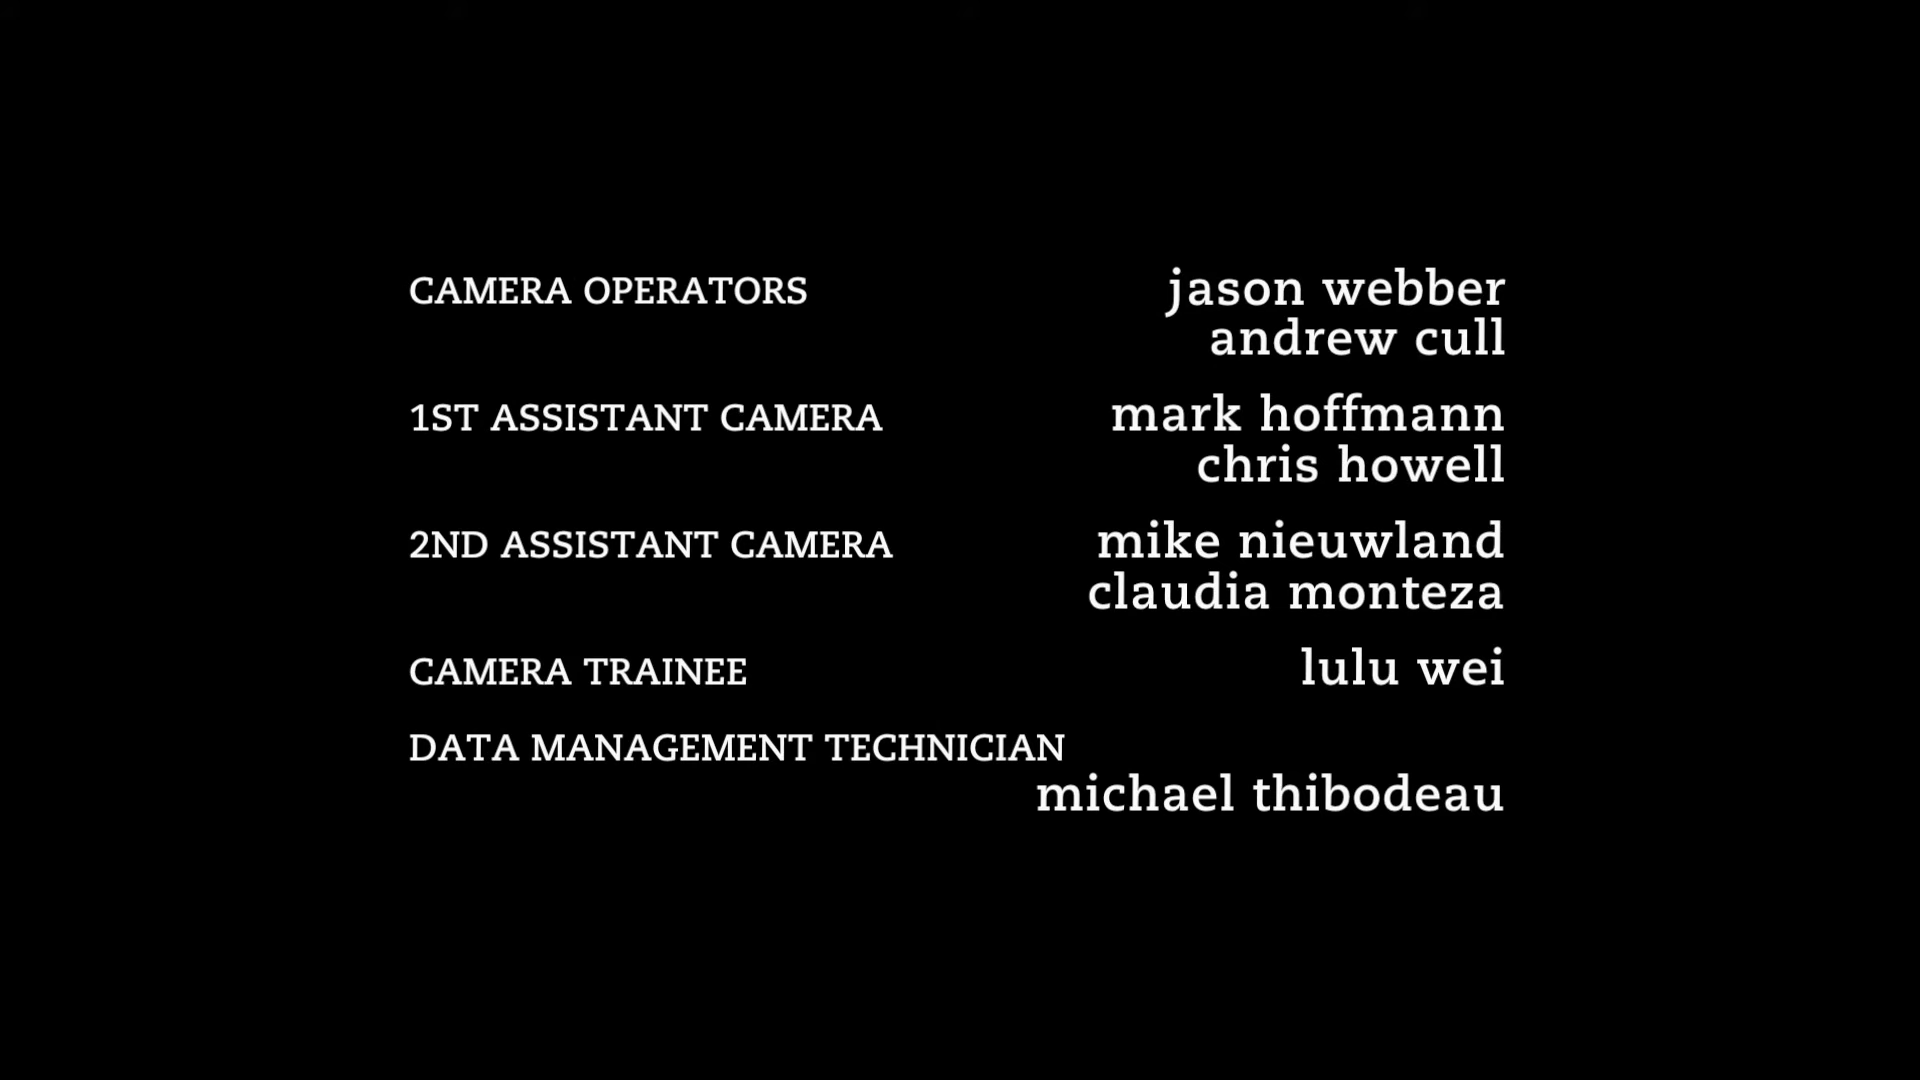 CAMERA OPERATORS jason webber
andrew cull
1ST ASSISTANT CAMERA mark hoffmann
chris howell
2ND ASSISTANT CAMERA mike nieuwland
claudia monteza
CAMERA TRAINEE lulu wei
DATA MANAGEMENT TECHNICIAN
michael thibodeau